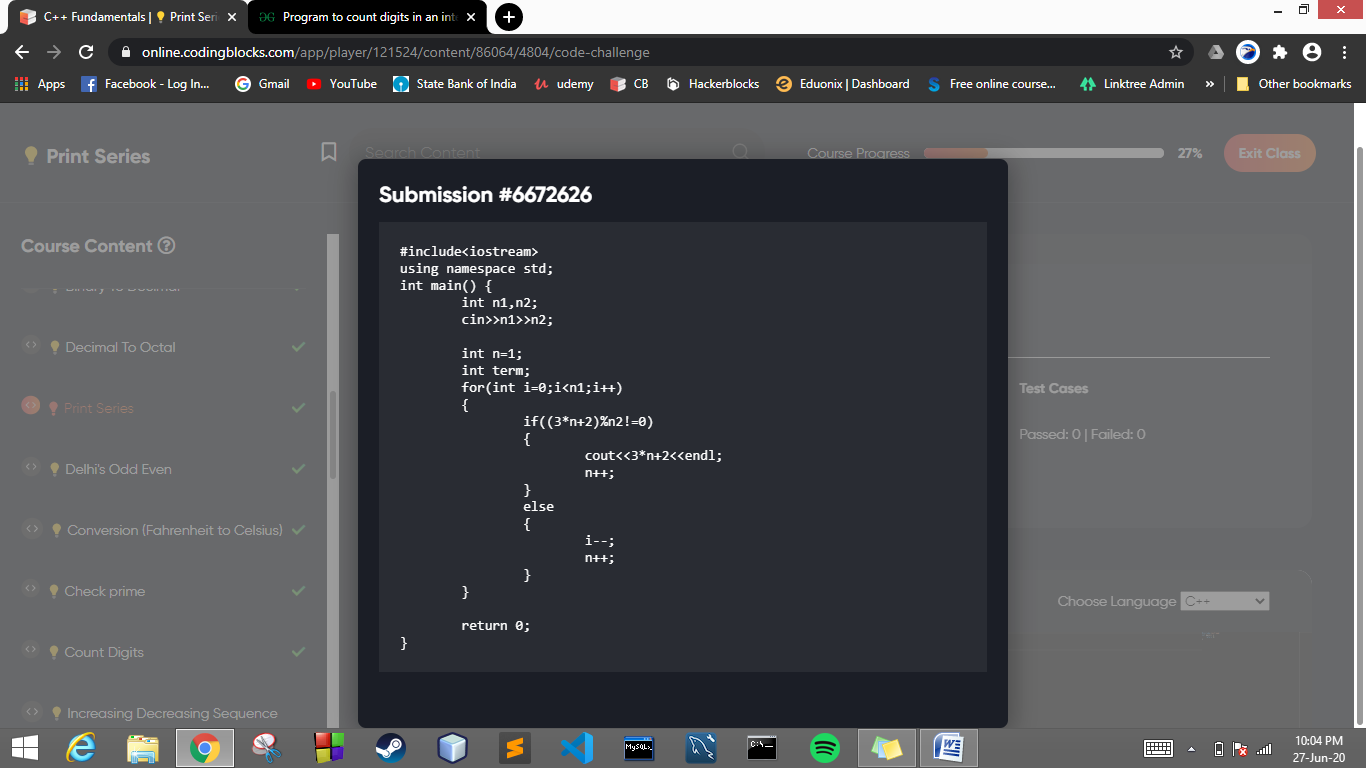 C++ Fundamentals | 💡 Print Seri
Program to count digits in an int
online.codingblocks.com/app/player/121524/content/86064/4804/code-challenge
Apps
Facebook - Log In...
Gmail
YouTube
State Bank of India
udemy
CB
Hackerblocks
Edunoix | Dashboard
Free online course...
Linktree Admin
»
Other bookmarks
💡 Print Series
Search Content
Course Progress
27%
Exit Class
Submission #6672626
Course Content
Binary To Decimal
Decimal To Octal
Print Series
Delhi's Odd Even
Conversion (Fahrenheit to Celsius)
Check prime
Count Digits
Increasing Decreasing Sequence
#include<iostream>
using namespace std;
int main() {
int n1,n2;
cin>>n1>>n2;
int n=1;
int term;
for(int i=0;i<n1;i++)
{
if((3*n+2)%n2!=0)
{
cout<<3*n+2<<endl;
n++;
}
else
{
i--;
n++;
}
}
return 0;
}
Test Cases
Passed: 0 | Failed: 0
Choose Language C++
10:04 PM
27-Jun-20